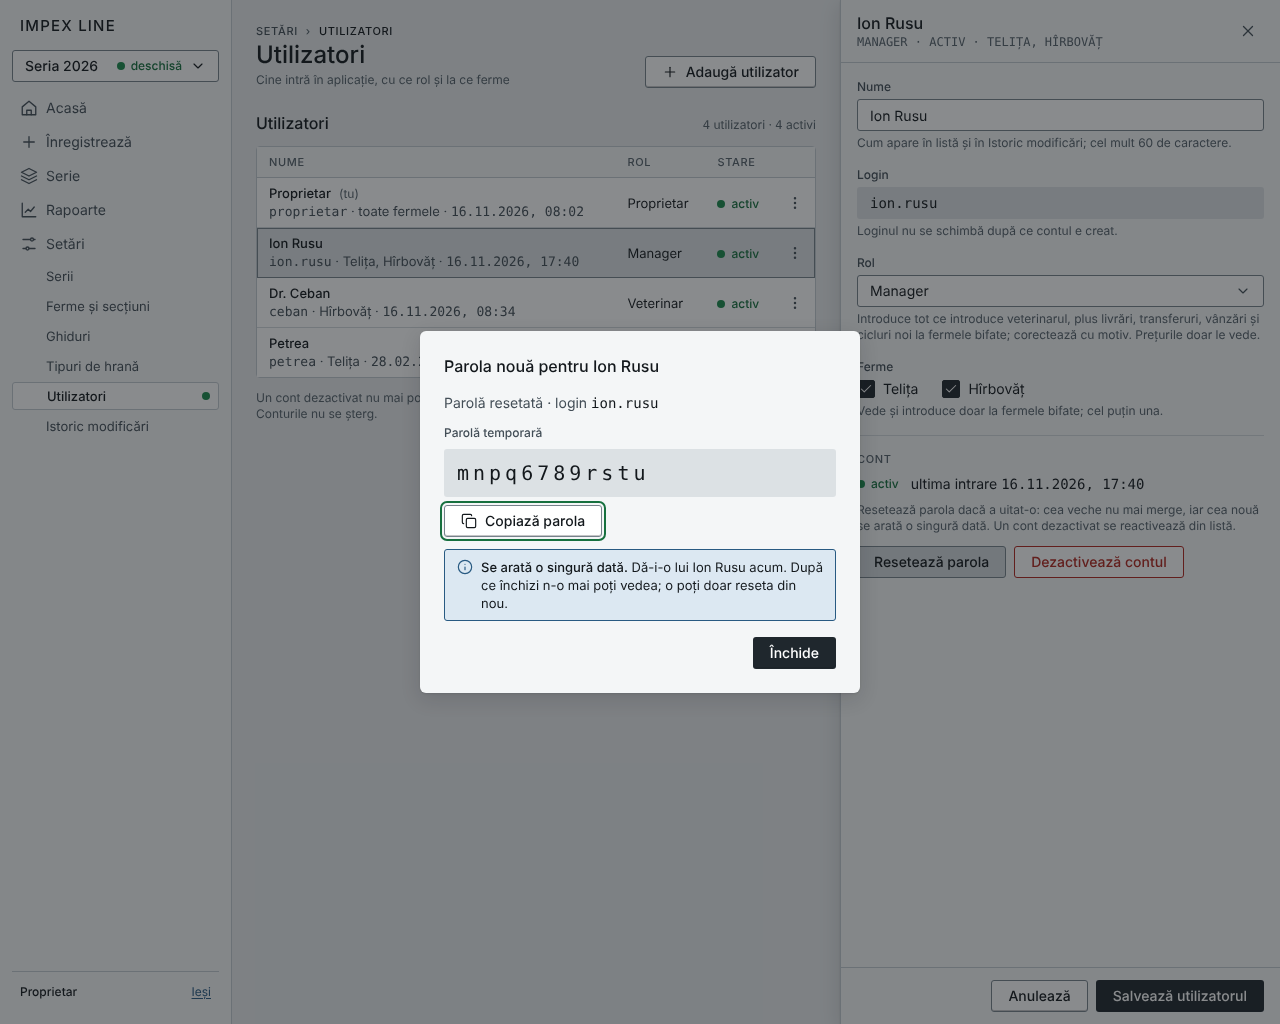 IMPEX LINE
Seria 2026 deschisă
Acasă
Înregistrează
Serie
Rapoarte
Setări
Serii
Ferme și secțiuni
Ghiduri
Tipuri de hrană
Utilizatori
Istoric modificări
Proprietar Ieși
SETĂRI › UTILIZATORI
Utilizatori
Cine intră în aplicație, cu ce rol și la ce ferme
Adaugă utilizator
Utilizatori
4 utilizatori · 4 activi
NUME ROL STARE
Proprietar (tu)
proprietar · toate fermele · 16.11.2026, 08:02
Proprietar activ
Ion Rusu
ion.rusu · Telița, Hîrbovăț · 16.11.2026, 17:40
Manager activ
Dr. Ceban
ceban · Hîrbovăț · 16.11.2026, 08:34
Veterinar activ
Petrea
petrea · Telița · 28.02.
Un cont dezactivat nu mai po
Conturile nu se șterg.
Parola nouă pentru Ion Rusu
Parolă resetată · login ion.rusu
Parolă temporară
mnpq6789rstu
Copiază parola
Se arată o singură dată. Dă-i-o lui Ion Rusu acum. După
ce închizi n-o mai poți vedea; o poți doar reseta din
nou.
Închide
Ion Rusu
MANAGER · ACTIV · TELIȚA, HÎRBOVĂȚ
Nume
Ion Rusu
Cum apare în listă și în Istoric modificări; cel mult 60 de caractere.
Login
ion.rusu
Loginul nu se schimbă după ce contul e creat.
Rol
Manager
Introduce tot ce introduce veterinarul, plus livrări, transferuri, vânzări și
cicluri noi la fermele bifate; corectează cu motiv. Prețurile doar le vede.
Ferme
Telița Hîrbovăț
Vede și introduce doar la fermele bifate; cel puțin una.
CONT
activ ultima intrare 16.11.2026, 17:40
Resetează parola dacă a uitat-o: cea veche nu mai merge, iar cea nouă
se arată o singură dată. Un cont dezactivat se reactivează din listă.
Resetează parola Dezactivează contul
Anulează Salvează utilizatorul